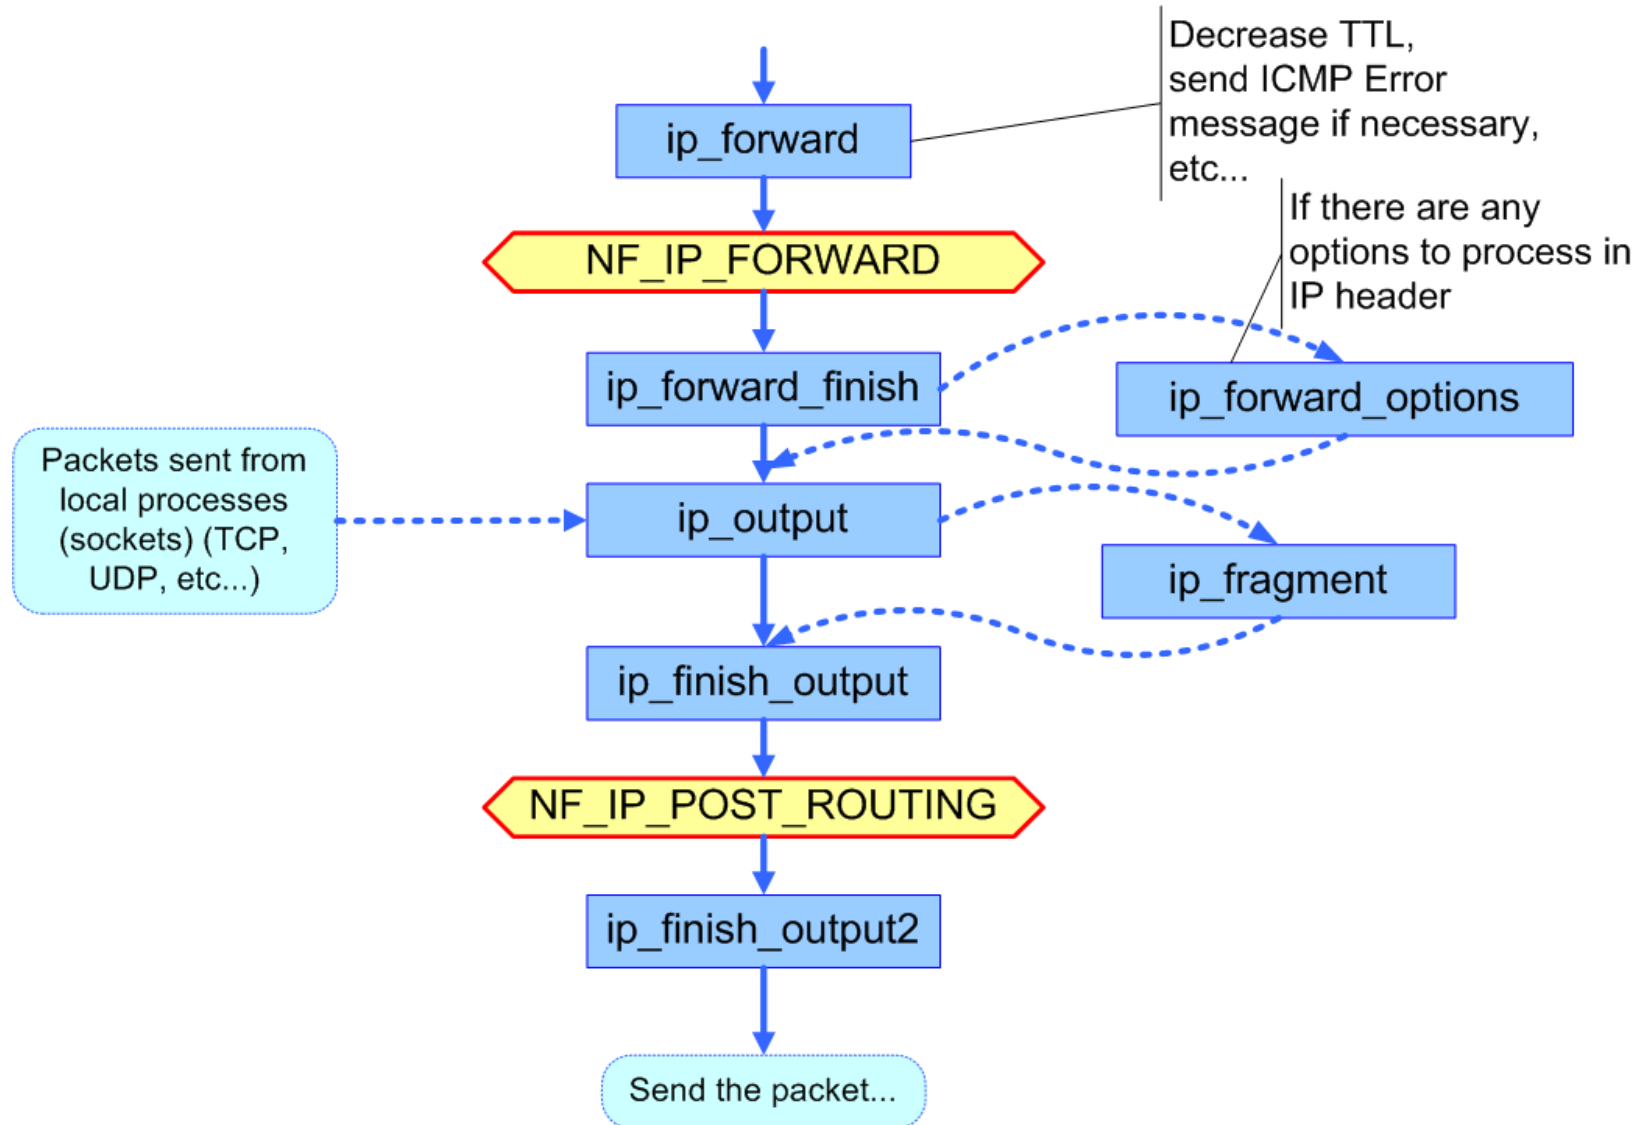 Decrease TTL,
send ICMP Error
message if necessary,
etc...
ip_forward
If there are any
options to process in
IP header
NF_IP_FORWARD
ip_forward_finish
ip_forward_options
Packets sent from
local processes
(sockets) (TCP,
UDP, etc...)
ip_output
ip_fragment
ip_finish_output
NF_IP_POST_ROUTING
ip_finish_output2
Send the packet...